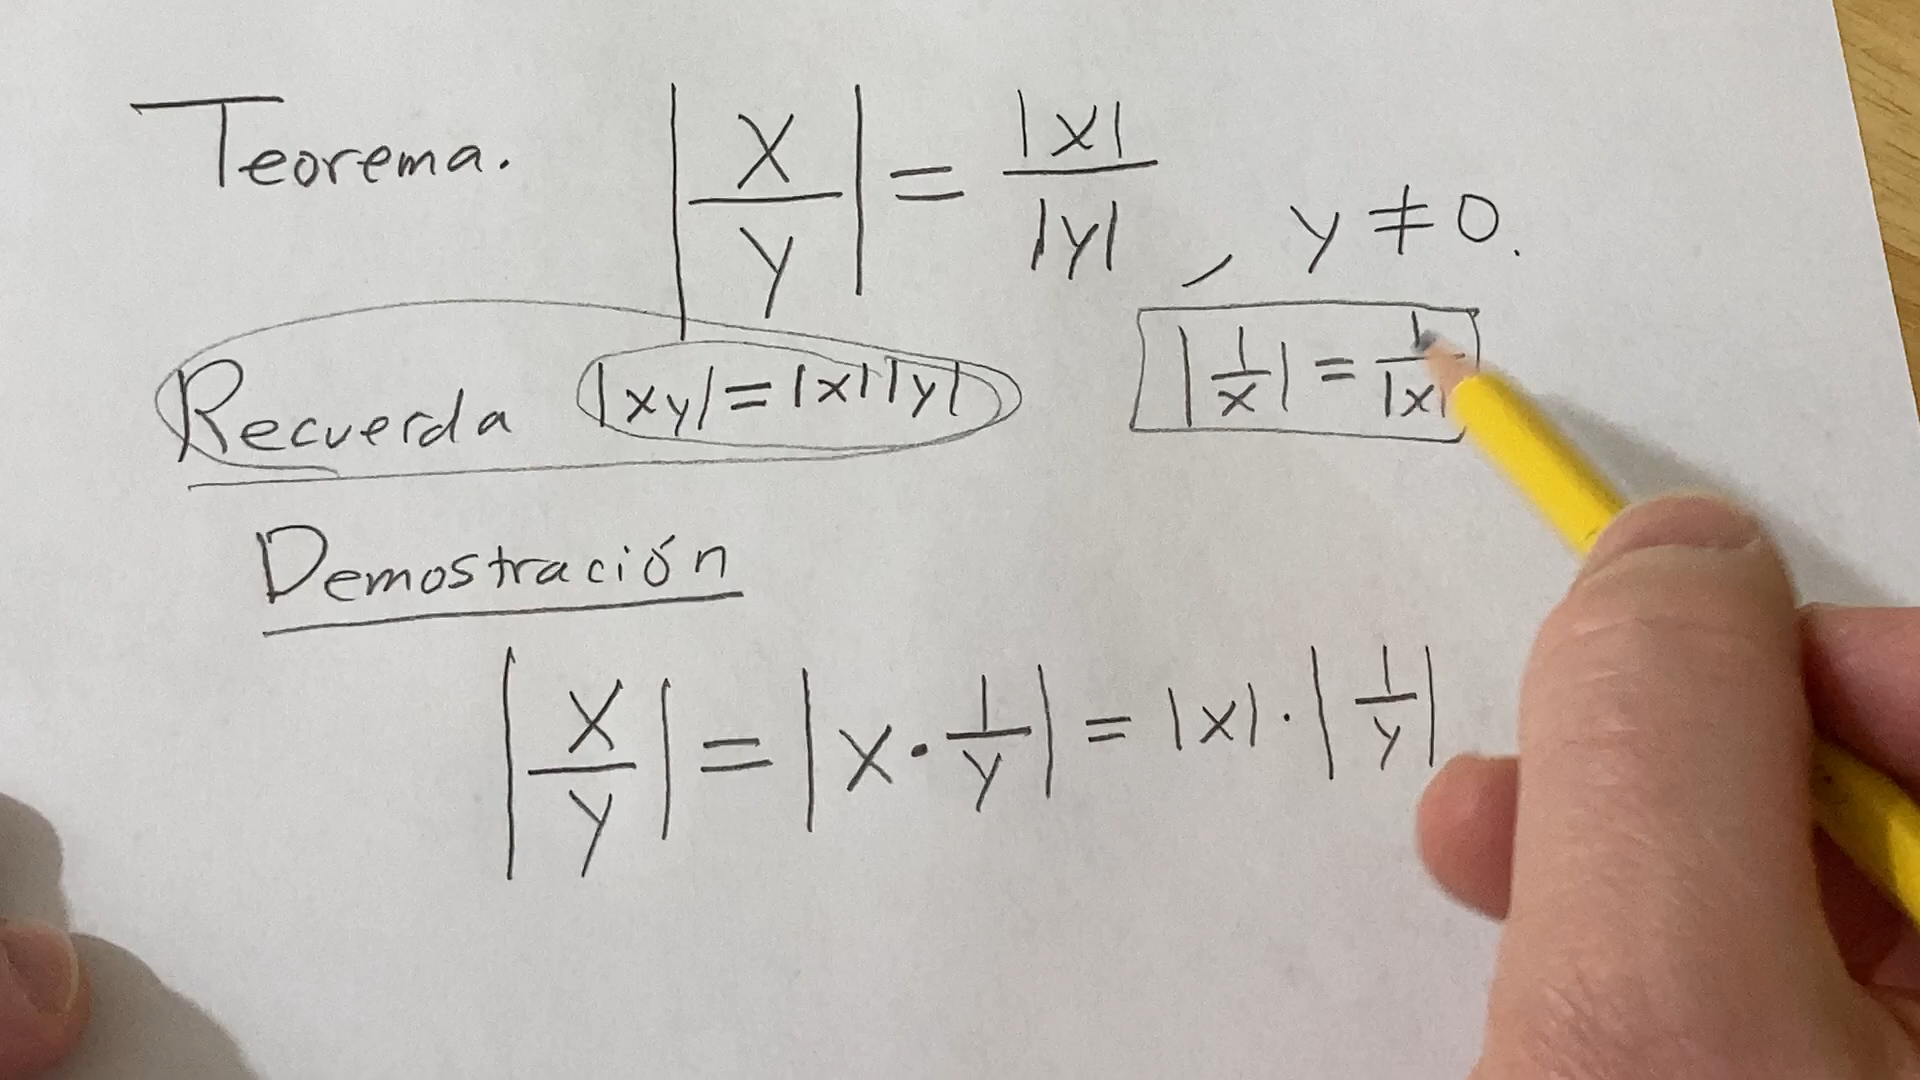 Teorema. |x/y| = |x|/|y| , y ≠ 0.
Recuerda |xy| = |x||y| |1/x| = 1/|x|
Demostración
|x/y| = |x · 1/y| = |x| · |1/y|